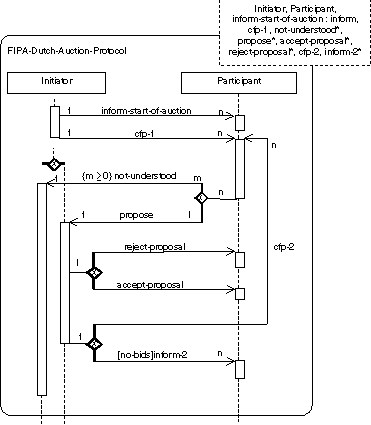 Initiator, Participant,
inform-start-of-auction : inform,
cfp-1, not-understood*,
propose*, accept-proposal*,
reject-proposal*, cfp-2, inform-2*
FIPA-Dutch-Auction-Protocol
Initiator
Participant
1 inform-start-of-auction n
1 cfp-1 n
n
x
1 {m ≥ 0} not-understood m
x n
1 propose l
reject-proposal
cfp-2
l x
accept-proposal
1 x
[no-bids]inform-2 n